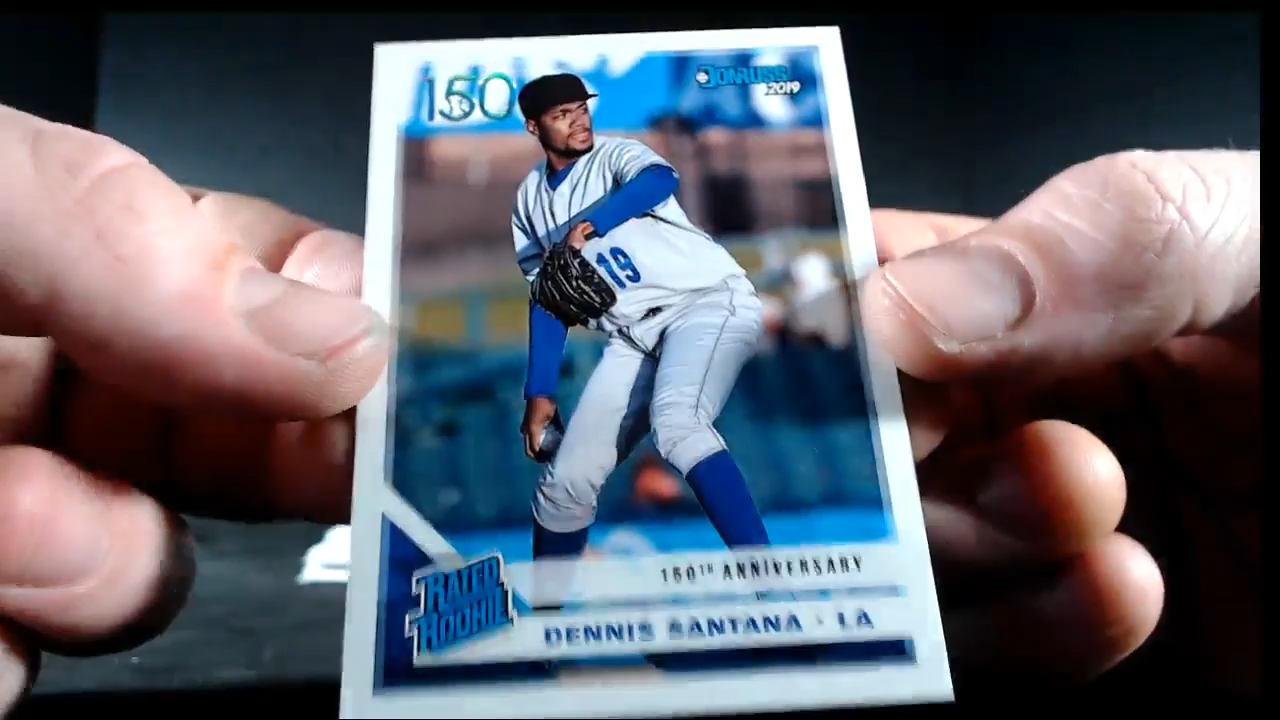 150
DONRUSS
2019
19
150TH ANNIVERSARY
RATED
ROOKIE
DENNIS SANTANA - LA